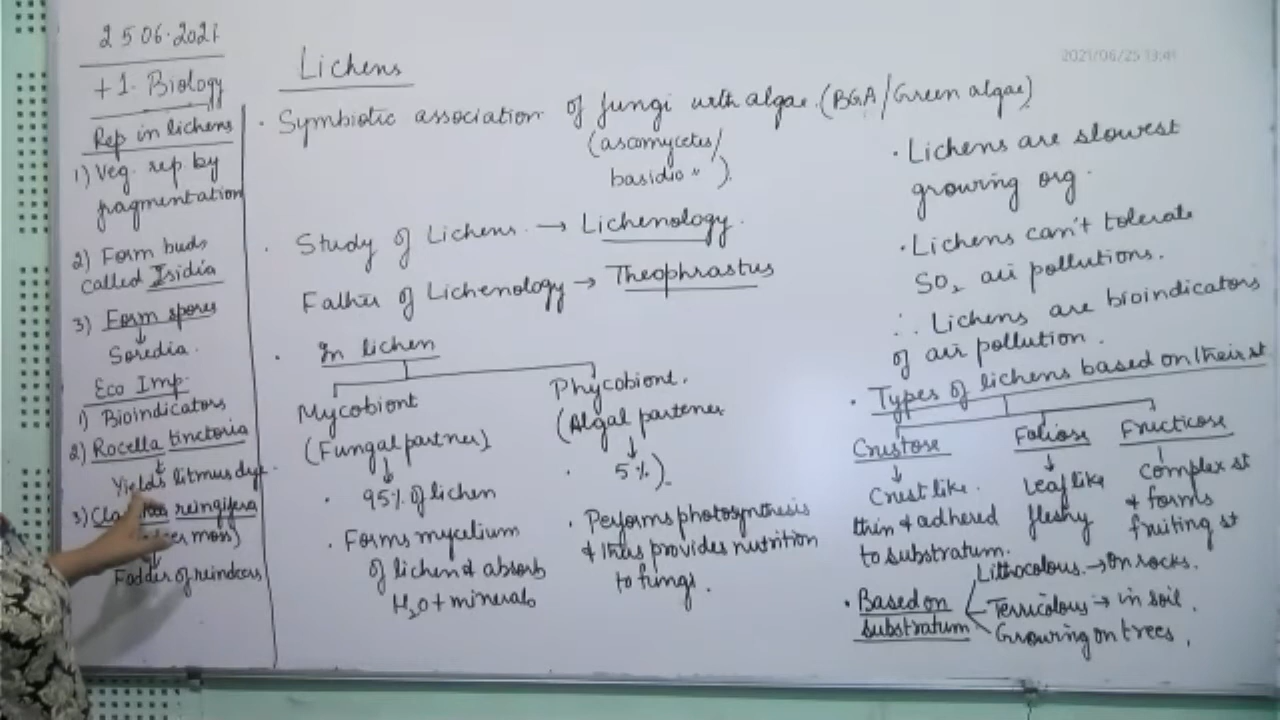 25.06.2021
+1. Biology
Rep in lichens
1) Veg. rep by
fragmentation
2) Form buds
called Isidia
3) Form spores
↓
Soredia.
Eco Imp.
1) Bioindicators
2) Rocella tinctoria
↓
Yields litmus dye.
3) reingifera
moss)
↓
Fodder of reindeers
2021/06/25 13:41
Lichens
· Symbiotic association of fungi with algae. (BGA/Green algae)
(ascomycetus/
basidio " ).
· Study of Lichens. → Lichenology.
Father of Lichenology → Theophrastus
· In lichen
Mycobiont
(Fungal partner)
↓
· 95% of lichen
· Forms mycelium
of lichen & absorb
H₂O + minerals
Phycobiont.
(Algal partener
↓
· 5%).
· Performs photosynthesis
& thus provides nutrition
to fungi.
· Lichens are slowest
growing org.
· Lichens can't tolerate
SO₂ air pollutions.
∴ Lichens are bioindicators
of air pollution.
· Types of lichens based on their st
Crustose
↓
Crust like.
thin & adhered
to substratum.
Foliose
↓
Leaf like
fleshy
Fructicose
↓
Complex st
& forms
fruiting st
· Based on
substratum
Lithocolous → On rocks.
Terricolous → in soil.
Growing on trees.